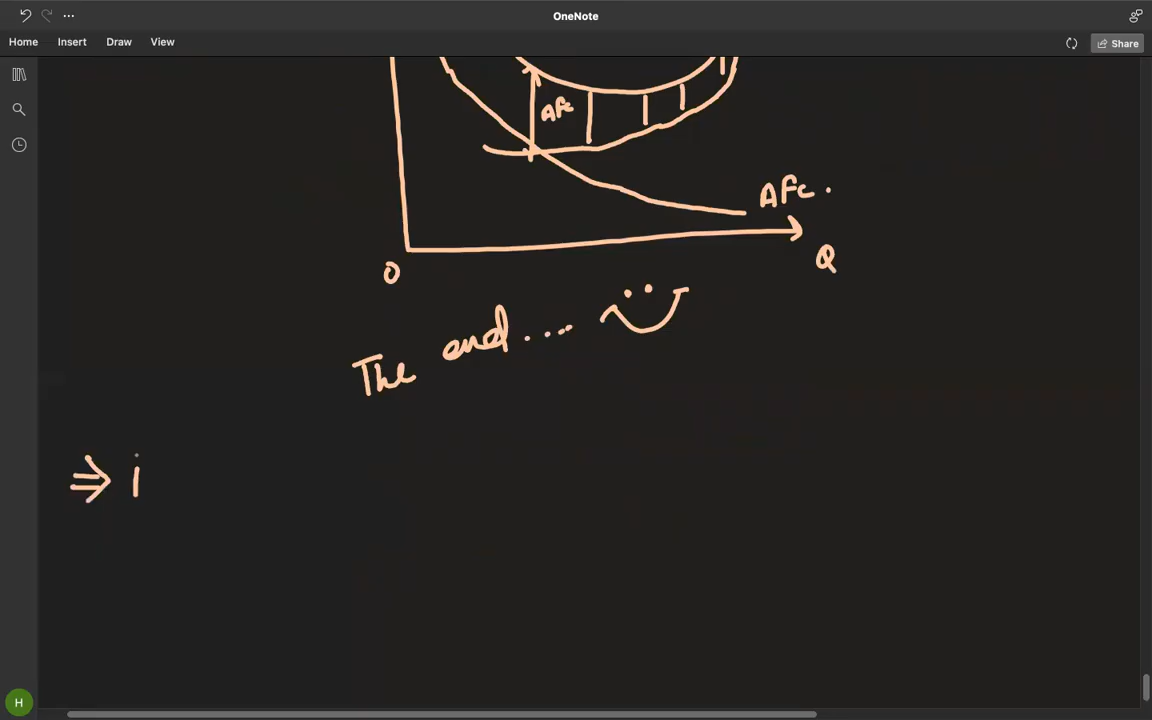 OneNote
Home Insert Draw View
Share
AFC
AFC.
O
Q
The end....
⇒ i
H